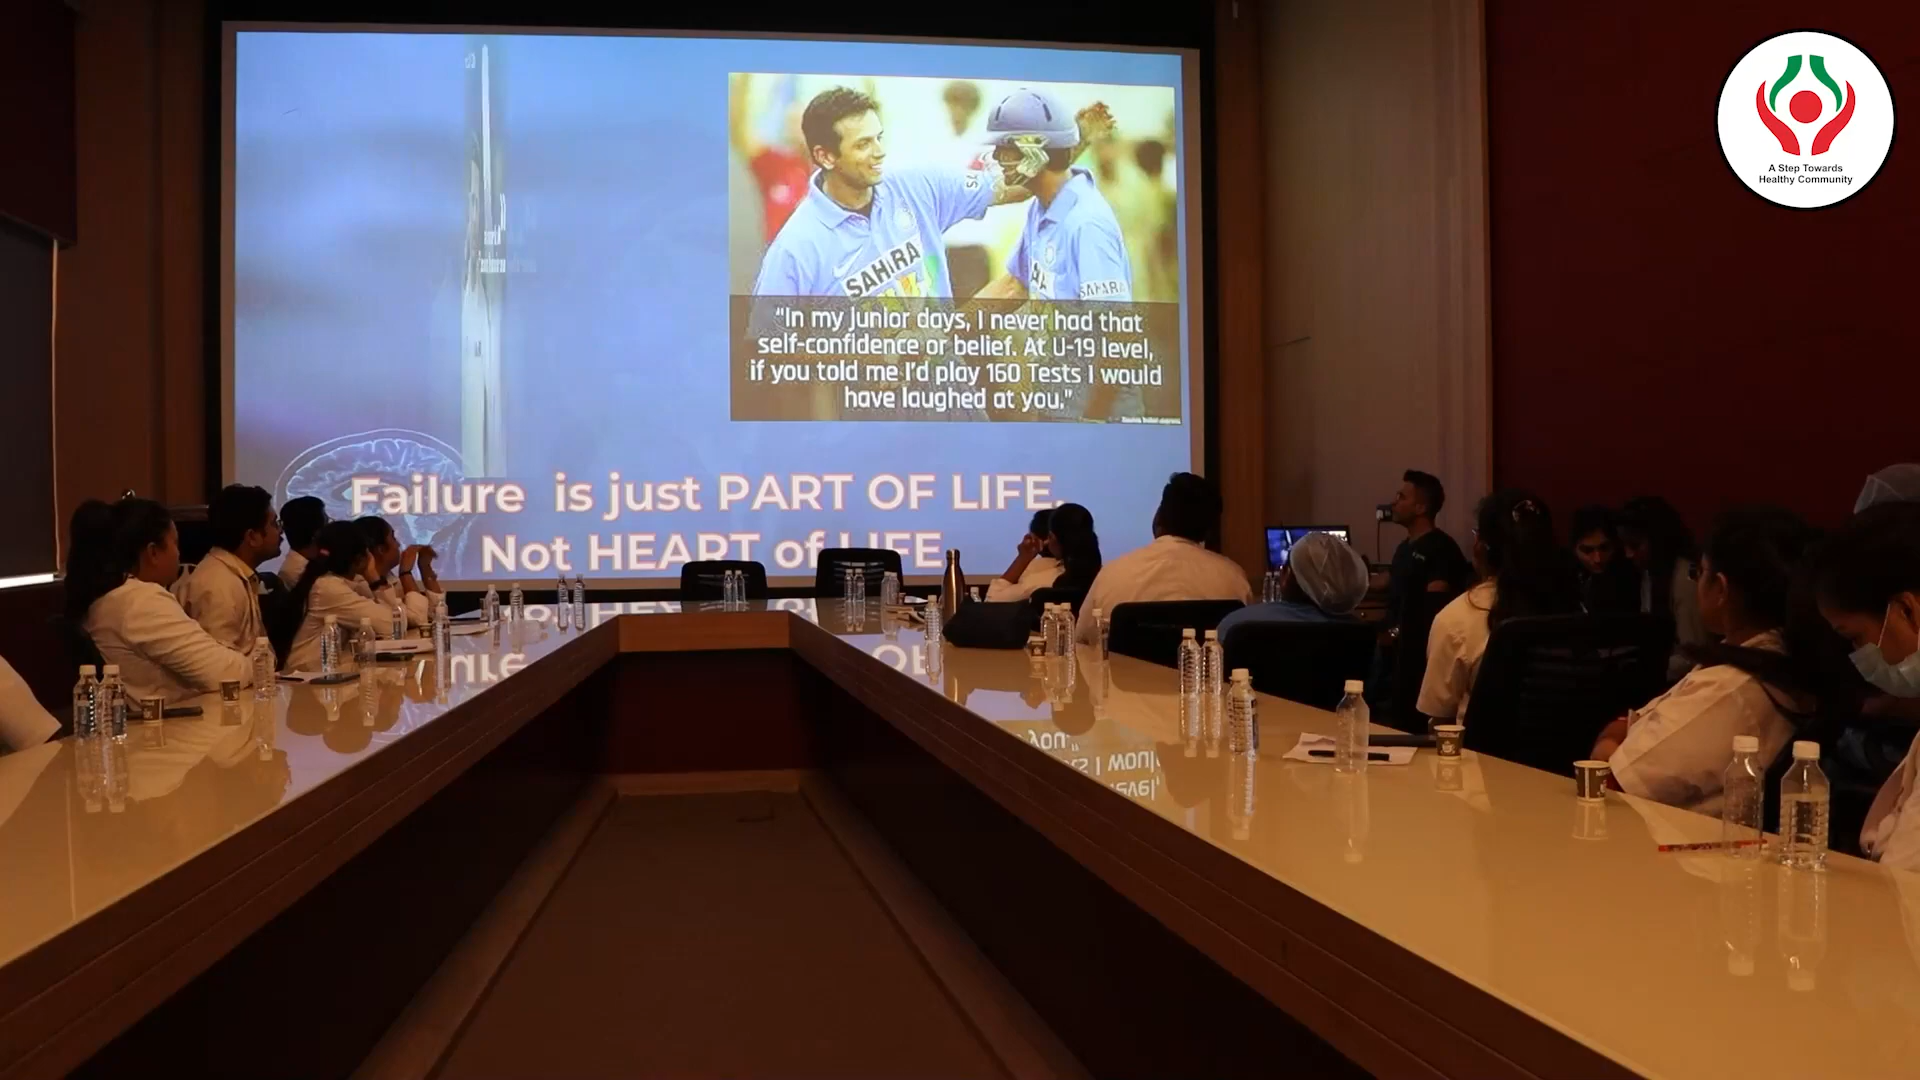 SAHARA
SAHARA
"In my junior days, I never had that
self-confidence or belief. At U-19 level,
if you told me I'd play 160 Tests I would
have laughed at you."
Failure is just PART OF LIFE,
Not HEART of LIFE
A Step Towards
Healthy Community